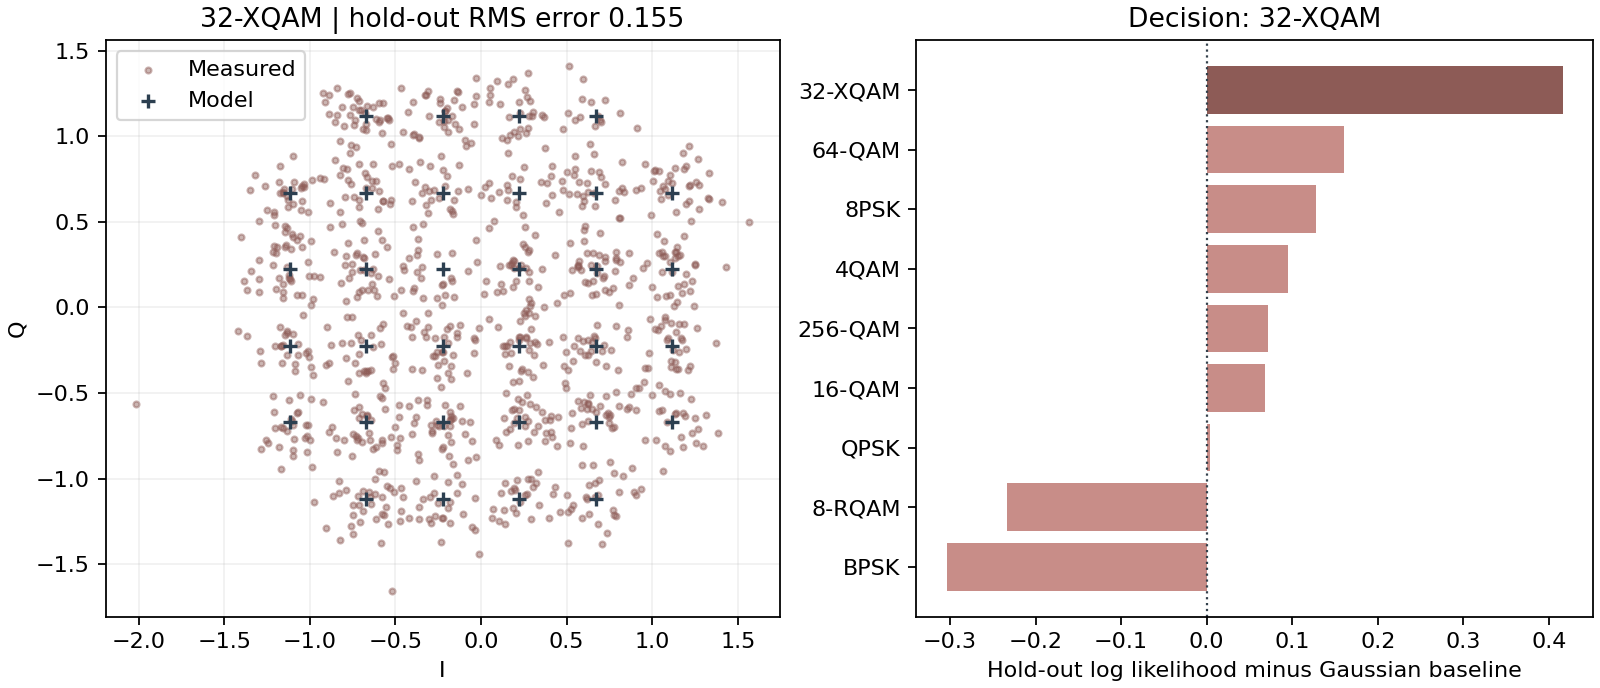 32-XQAM | hold-out RMS error 0.155
Measured
Model
1.5
1.0
0.5
0.0
−0.5
−1.0
−1.5
Q
−2.0 −1.5 −1.0 −0.5 0.0 0.5 1.0 1.5
I
Decision: 32-XQAM
32-XQAM
64-QAM
8PSK
4QAM
256-QAM
16-QAM
QPSK
8-RQAM
BPSK
−0.3 −0.2 −0.1 0.0 0.1 0.2 0.3 0.4
Hold-out log likelihood minus Gaussian baseline